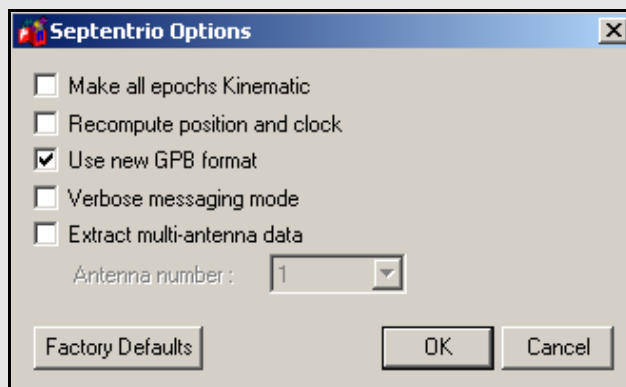 Septentrio Options
Make all epochs Kinematic
Recompute position and clock
Use new GPB format
Verbose messaging mode
Extract multi-antenna data
Antenna number : 1
Factory Defaults OK Cancel